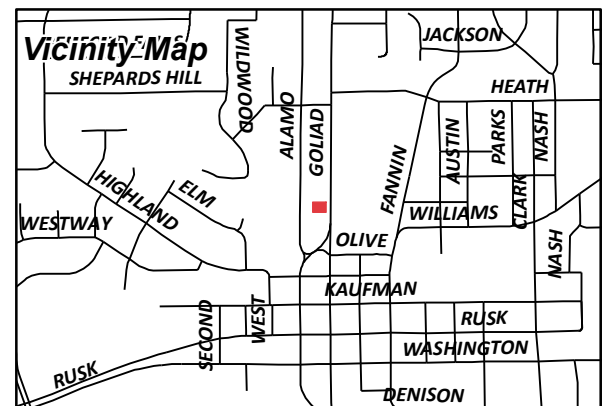 Vicinity Map
JACKSON
SHEPARDS HILL
WILDWOOD
HEATH
ALAMO
GOLIAD
FANNIN
AUSTIN
PARKS
NASH
HIGHLAND
ELM
CLARK
WILLIAMS
WESTWAY
OLIVE
NASH
KAUFMAN
SECOND
WEST
RUSK
WASHINGTON
RUSK
DENISON